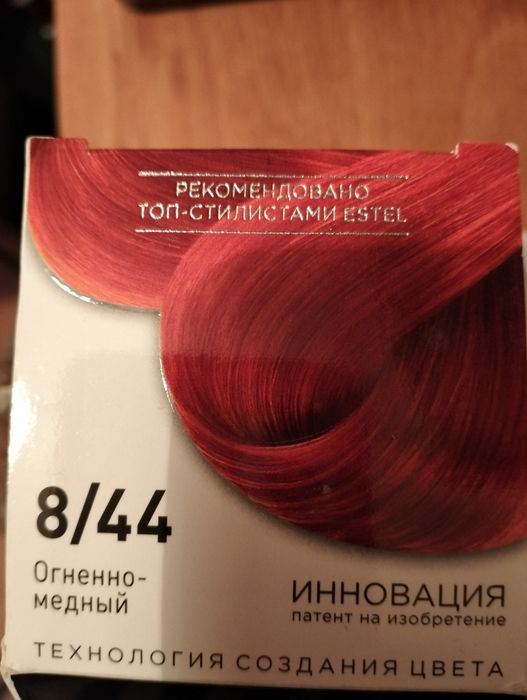 РЕКОМЕНДОВАНО
ТОП-СТИЛИСТАМИ ESTEL
8/44
Огненно-
медный
ИННОВАЦИЯ
патент на изобретение
ТЕХНОЛОГИЯ СОЗДАНИЯ ЦВЕТА